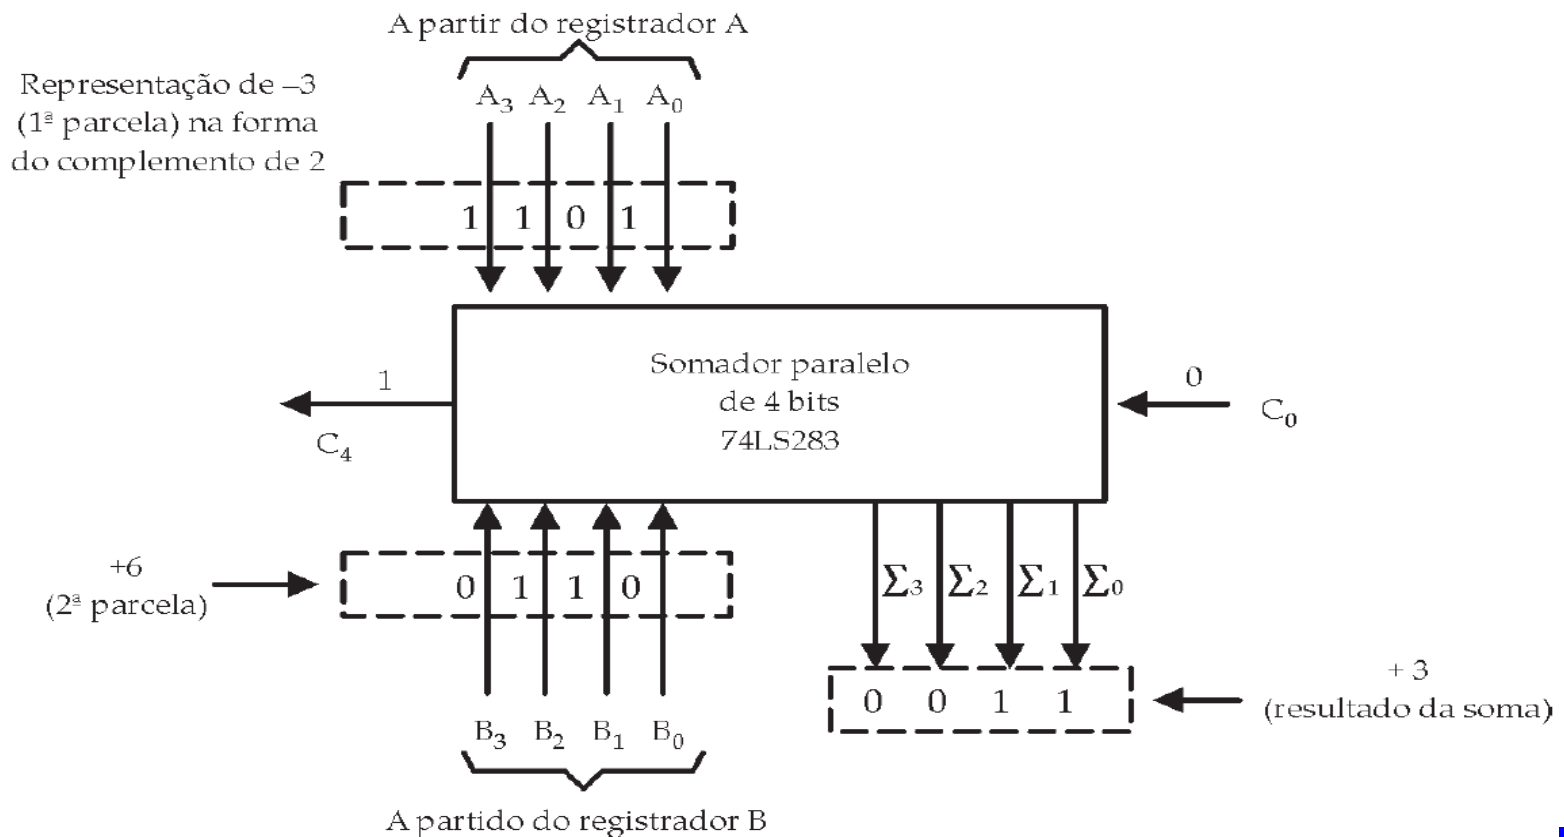 A partir do registrador A
Representação de –3
(1ª parcela) na forma
do complemento de 2
A₃ A₂ A₁ A₀
1 1 0 1
Somador paralelo
de 4 bits
74LS283
1
C₄
0
C₀
+6
(2ª parcela)
0 1 1 0
Σ₃ Σ₂ Σ₁ Σ₀
0 0 1 1
+ 3
(resultado da soma)
B₃ B₂ B₁ B₀
A partido do registrador B